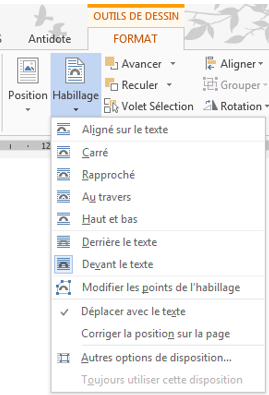 OUTILS DE DESSIN
Antidote
FORMAT
Position
Habillage
Avancer
Reculer
Volet Sélection
Aligner
Grouper
Rotation
Aligné sur le texte
Carré
Rapproché
Au travers
Haut et bas
Derrière le texte
Devant le texte
Modifier les points de l'habillage
Déplacer avec le texte
Corriger la position sur la page
Autres options de disposition...
Toujours utiliser cette disposition